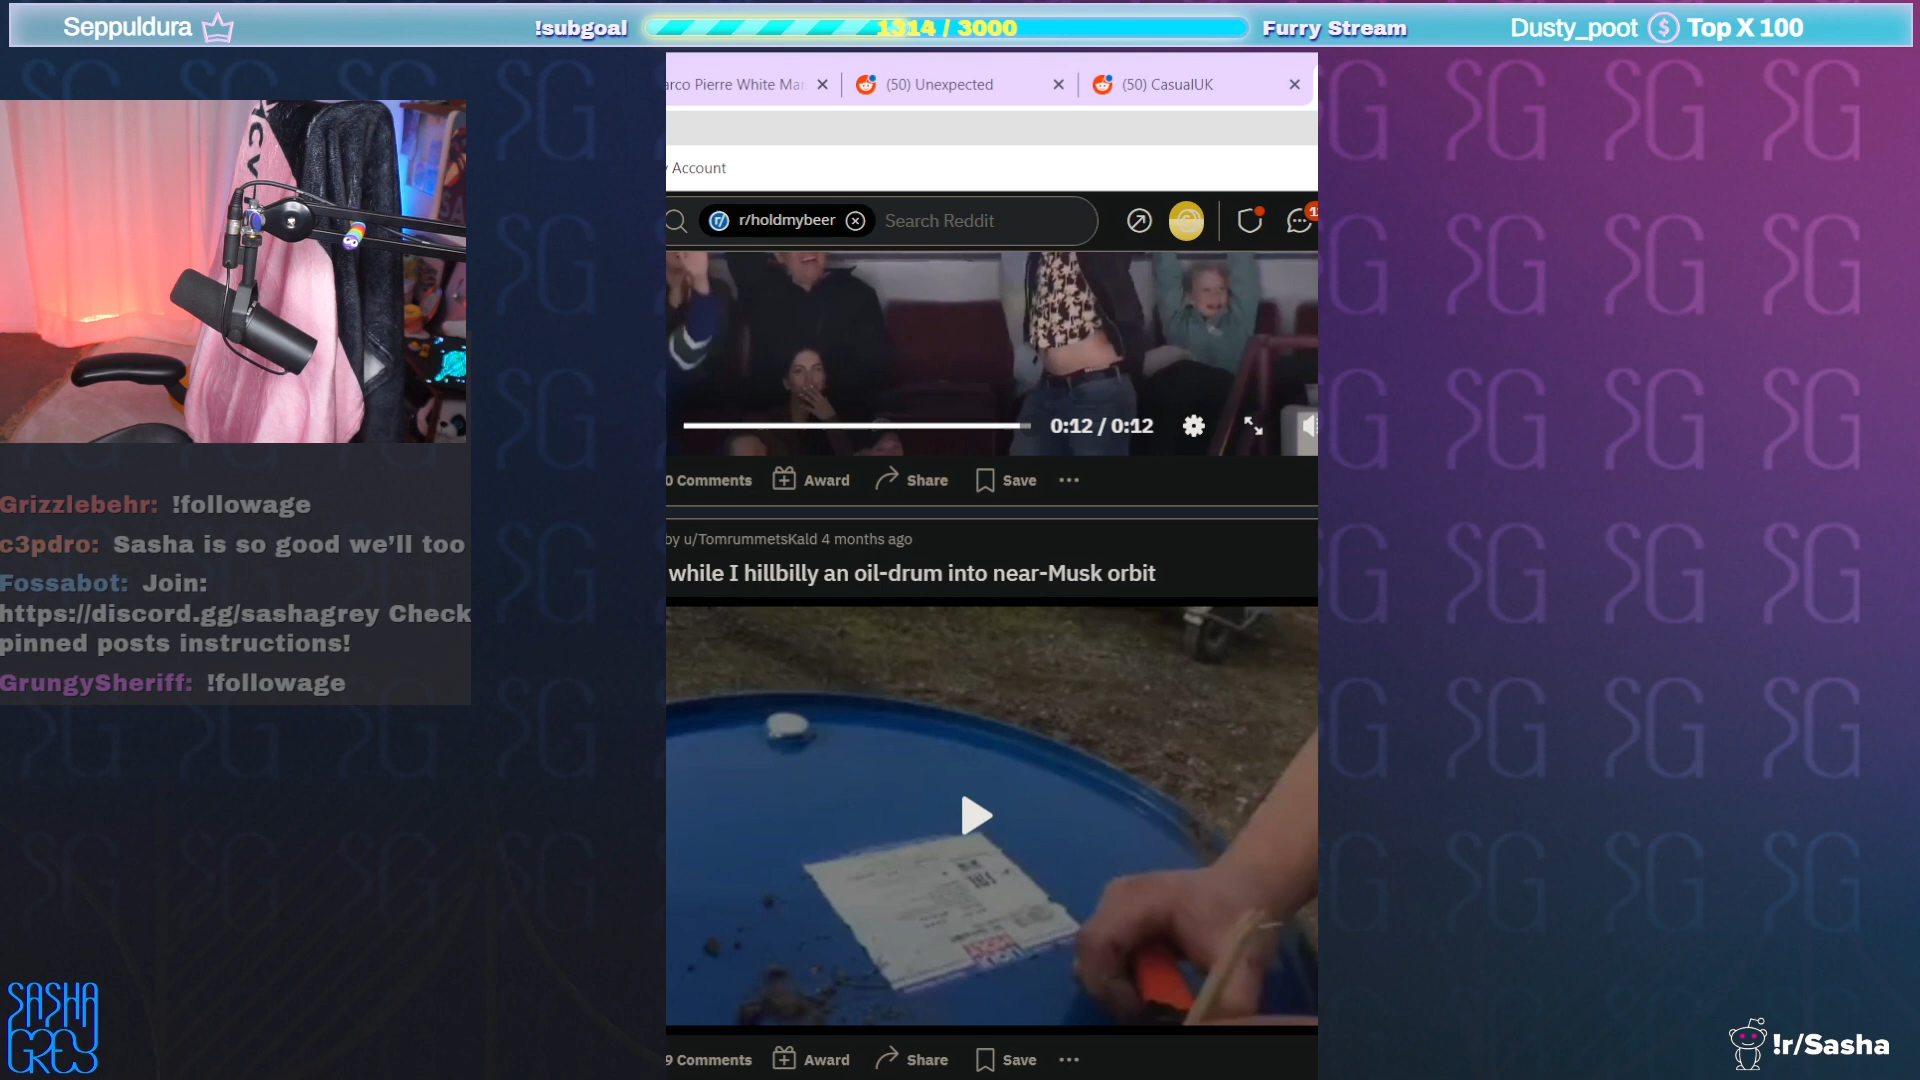 Seppuldura
!subgoal
1314 / 3000
Furry Stream
Dusty_poot
Top X 100
arco Pierre White Mar
(50) Unexpected
(50) CasualUK
Account
r/holdmybeer
Search Reddit
0:12 / 0:12
0 Comments
Award
Share
Save
by u/TomrummetsKald 4 months ago
while I hillbilly an oil-drum into near-Musk orbit
9 Comments
Award
Share
Save
Grizzlebehr: !followage
c3pdro: Sasha is so good we’ll too
Fossabot: Join:
https://discord.gg/sashagrey Check
pinned posts instructions!
GrungySheriff: !followage
SASHA
GREY
!r/Sasha